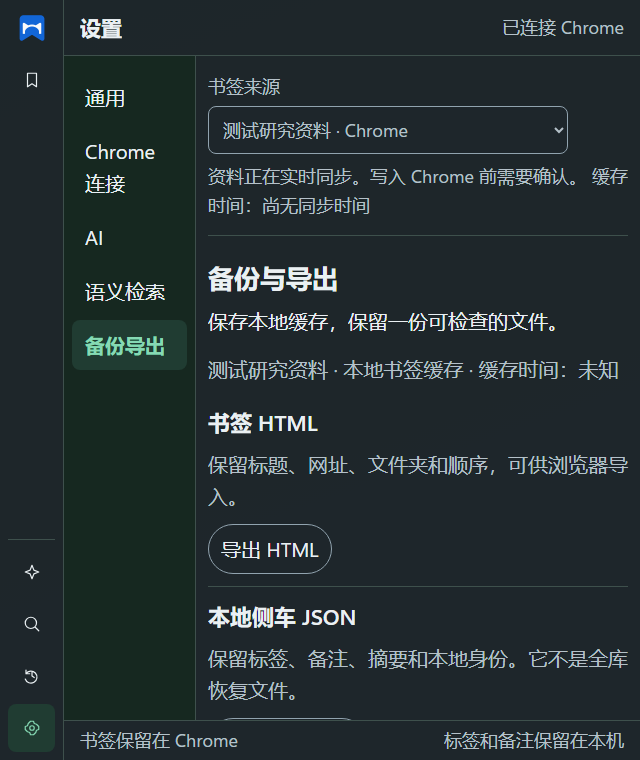 设置
已连接 Chrome
通用
Chrome
连接
AI
语义检索
备份导出
书签来源
测试研究资料 · Chrome
资料正在实时同步。写入 Chrome 前需要确认。 缓存
时间：尚无同步时间
备份与导出
保存本地缓存，保留一份可检查的文件。
测试研究资料 · 本地书签缓存 · 缓存时间：未知
书签 HTML
保留标题、网址、文件夹和顺序，可供浏览器导
入。
导出 HTML
本地侧车 JSON
保留标签、备注、摘要和本地身份。它不是全库
恢复文件。
书签保留在 Chrome
标签和备注保留在本机